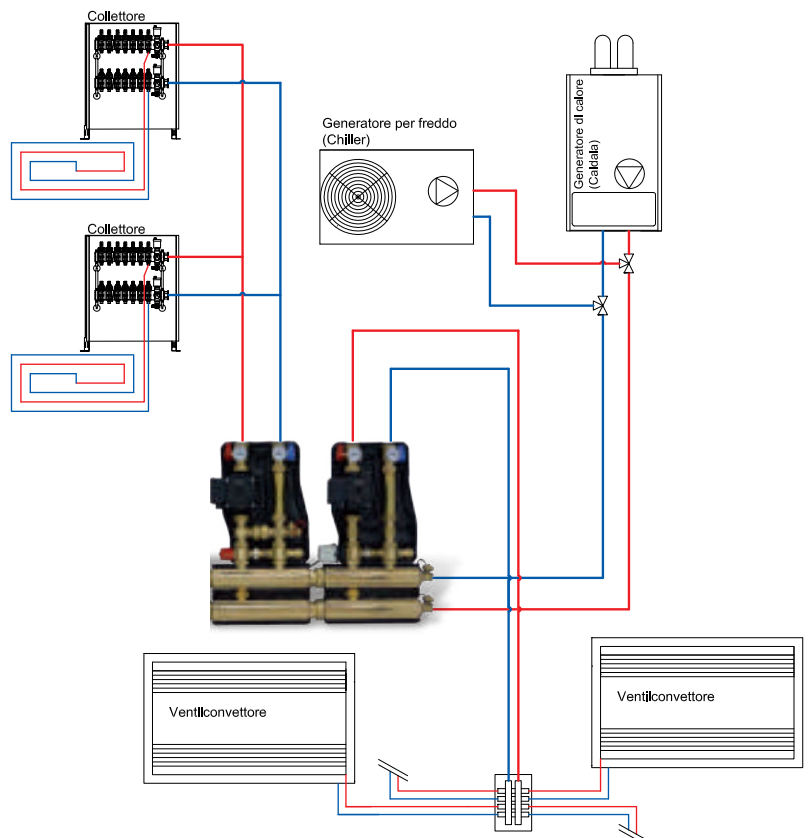 Collettore
Generatore per freddo
(Chiller)
Generatore di calore
(Caldaia)
Collettore
Ventilconvettore
Ventilconvettore